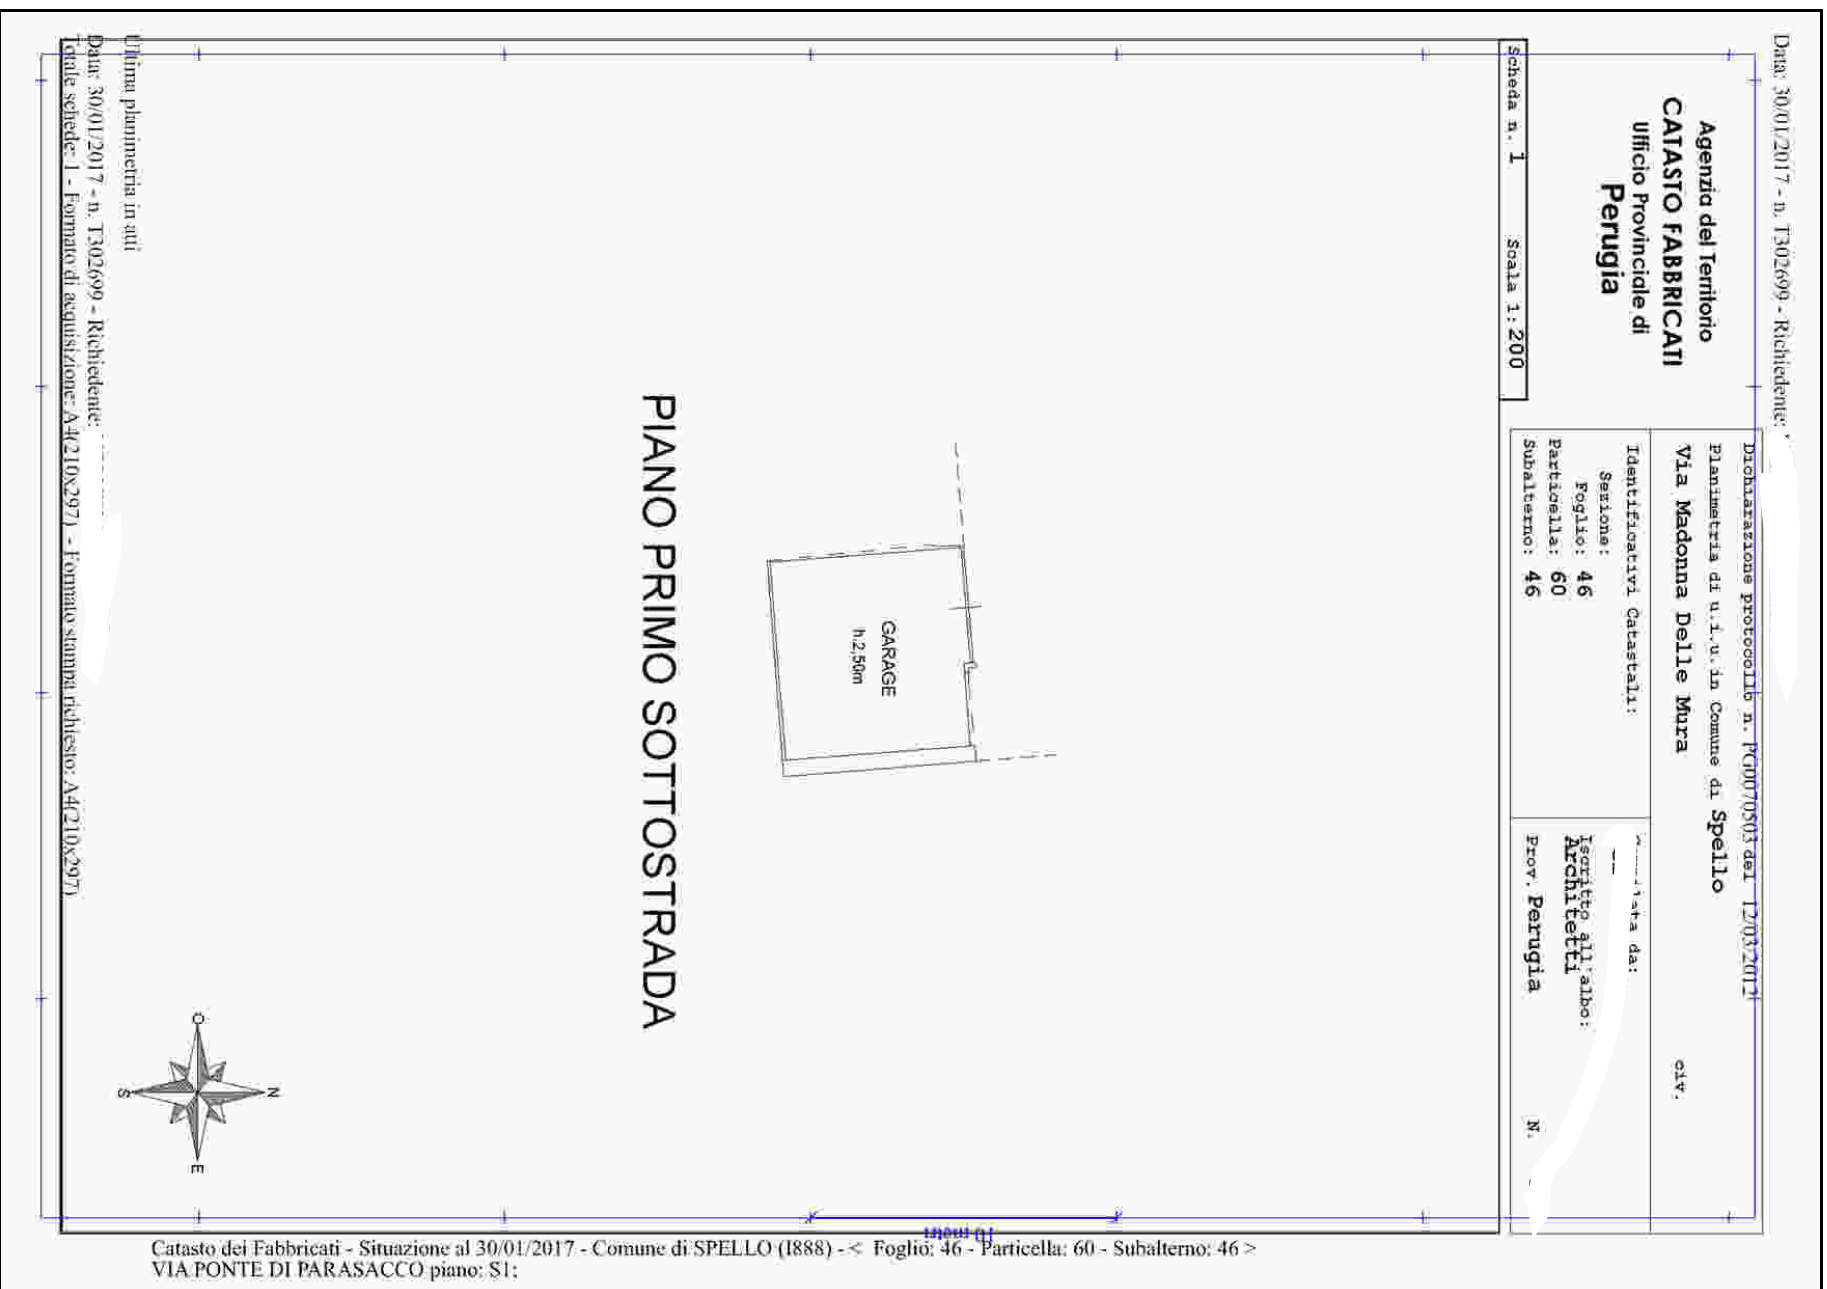 Data: 30/01/2017 - n. T302699 - Richiedente:
Agenzia del Territorio
CATASTO FABBRICATI
Ufficio Provinciale di
Perugia
Dichiarazione protocollo n. PG0070503 del 12/03/2012
Planimetria di u.i.u. in Comune di Spello
Via Madonna Delle Mura civ.
Identificativi Catastali:
Sezione:
Foglio: 46
Particella: 60
Subalterno: 46
da:
Iscritto all'albo:
Architetti
Prov. Perugia N.
Scheda n. 1 Scala 1: 200
GARAGE
h.2,50m
PIANO PRIMO SOTTOSTRADA
O
N
S
E
10 metri
Ultima planimetria in atti
Data: 30/01/2017 - n. T302699 - Richiedente:
Totale schede: 1 - Formato di acquisizione: A4(210x297) - Formato stampa richiesto: A4(210x297)
Catasto dei Fabbricati - Situazione al 30/01/2017 - Comune di SPELLO (I888) - < Foglio: 46 - Particella: 60 - Subalterno: 46 >
VIA PONTE DI PARASACCO piano: S1;